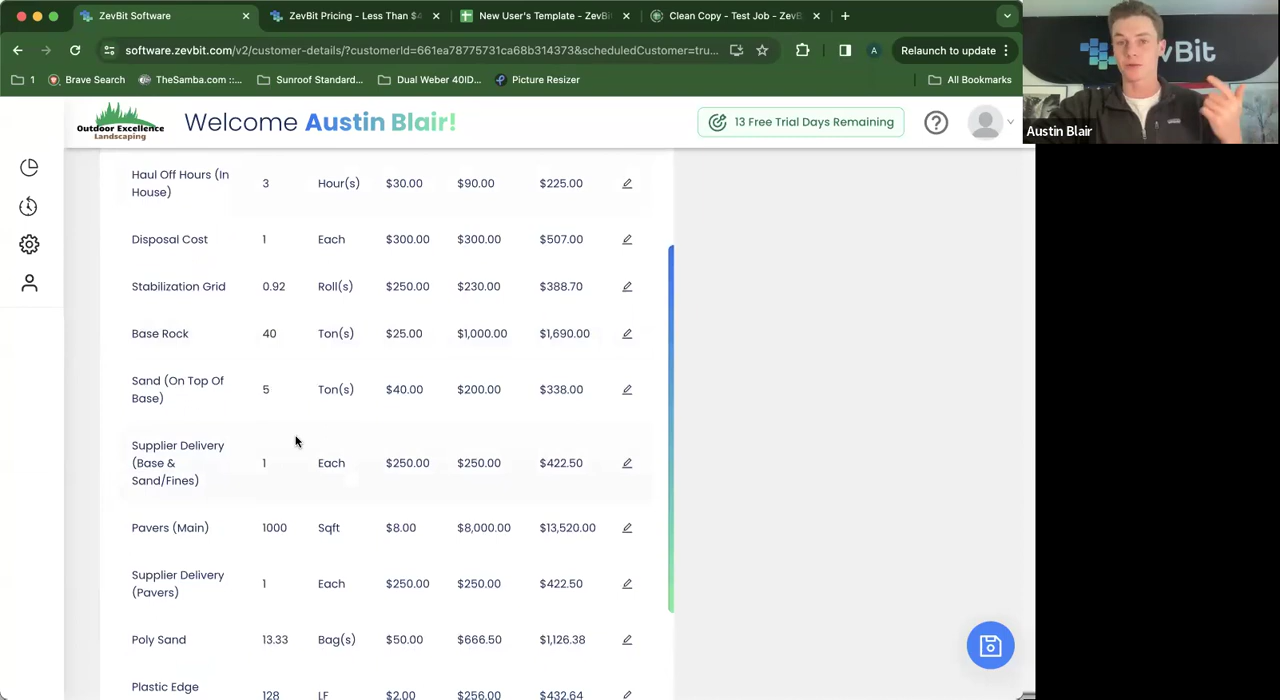 ZevBit Software
ZevBit Pricing - Less Than $4
New User's Template - ZevBi
Clean Copy - Test Job - ZevB
software.zevbit.com/v2/customer-details/?customerId=661ea78775731ca68b314373&scheduledCustomer=tru...
A
Relaunch to update
1
Brave Search
TheSamba.com ::...
Sunroof Standard...
Dual Weber 40ID...
Picture Resizer
All Bookmarks
vBit
Austin Blair
Outdoor Excellence
Landscaping
Welcome Austin Blair!
13 Free Trial Days Remaining
Haul Off Hours (In House) 3 Hour(s) $30.00 $90.00 $225.00
Disposal Cost 1 Each $300.00 $300.00 $507.00
Stabilization Grid 0.92 Roll(s) $250.00 $230.00 $388.70
Base Rock 40 Ton(s) $25.00 $1,000.00 $1,690.00
Sand (On Top Of Base) 5 Ton(s) $40.00 $200.00 $338.00
Supplier Delivery (Base & Sand/Fines) 1 Each $250.00 $250.00 $422.50
Pavers (Main) 1000 Sqft $8.00 $8,000.00 $13,520.00
Supplier Delivery (Pavers) 1 Each $250.00 $250.00 $422.50
Poly Sand 13.33 Bag(s) $50.00 $666.50 $1,126.38
Plastic Edge 128 LF $2.00 $256.00 $432.64